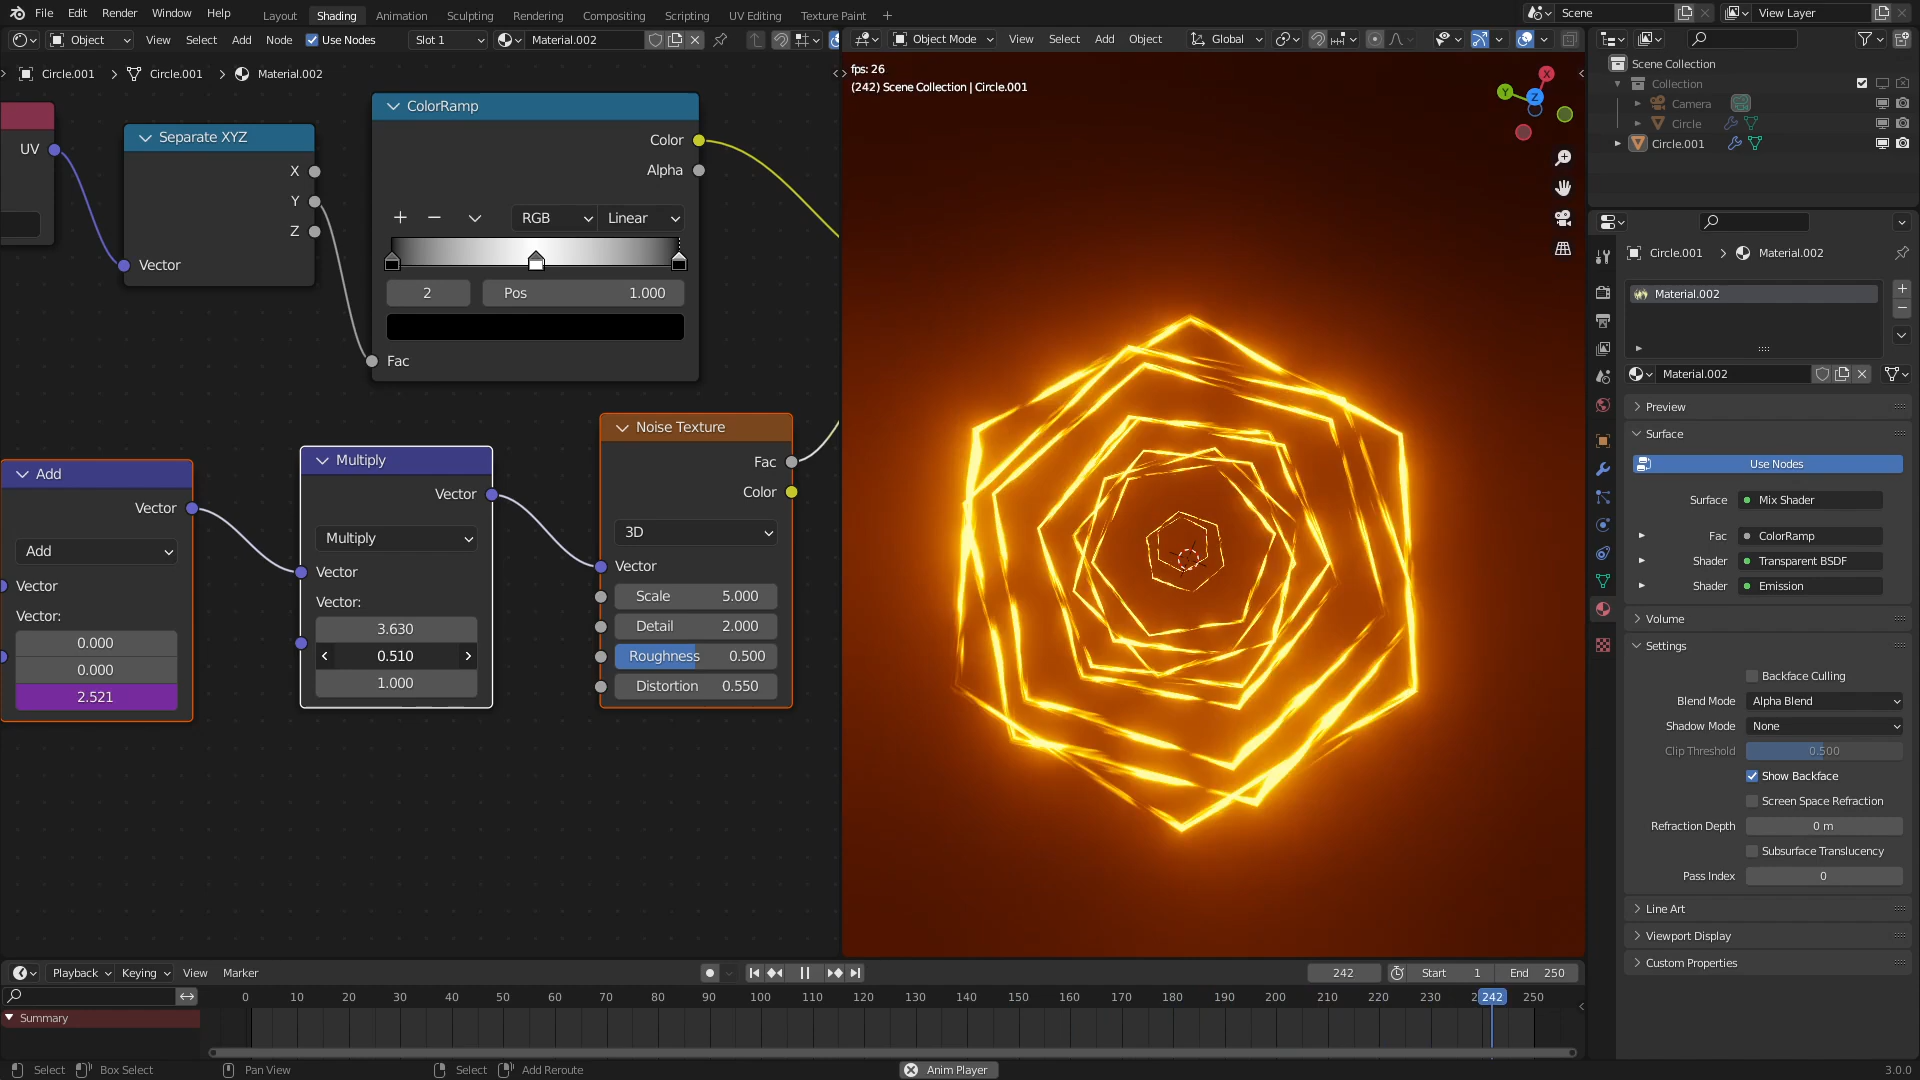 File Edit Render Window Help Layout Shading Animation Sculpting Rendering Compositing Scripting UV Editing Texture Paint + Scene View Layer
Object View Select Add Node Use Nodes Slot 1 Material.002 Object Mode View Select Add Object Global
Circle.001 > Circle.001 > Material.002
fps: 26
(242) Scene Collection | Circle.001
X
Y
Z
UV
Separate XYZ
X
Y
Z
Vector
ColorRamp
Color
Alpha
RGB Linear
2 Pos 1.000
Fac
Add
Vector
Add
Vector
Vector:
0.000
0.000
2.521
Multiply
Vector
Multiply
Vector
Vector:
3.630
0.510
1.000
Noise Texture
Fac
Color
3D
Vector
Scale 5.000
Detail 2.000
Roughness 0.500
Distortion 0.550
Scene Collection
Collection
Camera
Circle
Circle.001
Circle.001 > Material.002
Material.002
Material.002
Preview
Surface
Use Nodes
Surface Mix Shader
Fac ColorRamp
Shader Transparent BSDF
Shader Emission
Volume
Settings
Backface Culling
Blend Mode Alpha Blend
Shadow Mode None
Clip Threshold 0.500
Show Backface
Screen Space Refraction
Refraction Depth 0 m
Subsurface Translucency
Pass Index 0
Line Art
Viewport Display
Custom Properties
Playback Keying View Marker 242 Start 1 End 250
0 10 20 30 40 50 60 70 80 90 100 110 120 130 140 150 160 170 180 190 200 210 220 230 242 250
Summary
Select Box Select Pan View Select Add Reroute Anim Player 3.0.0